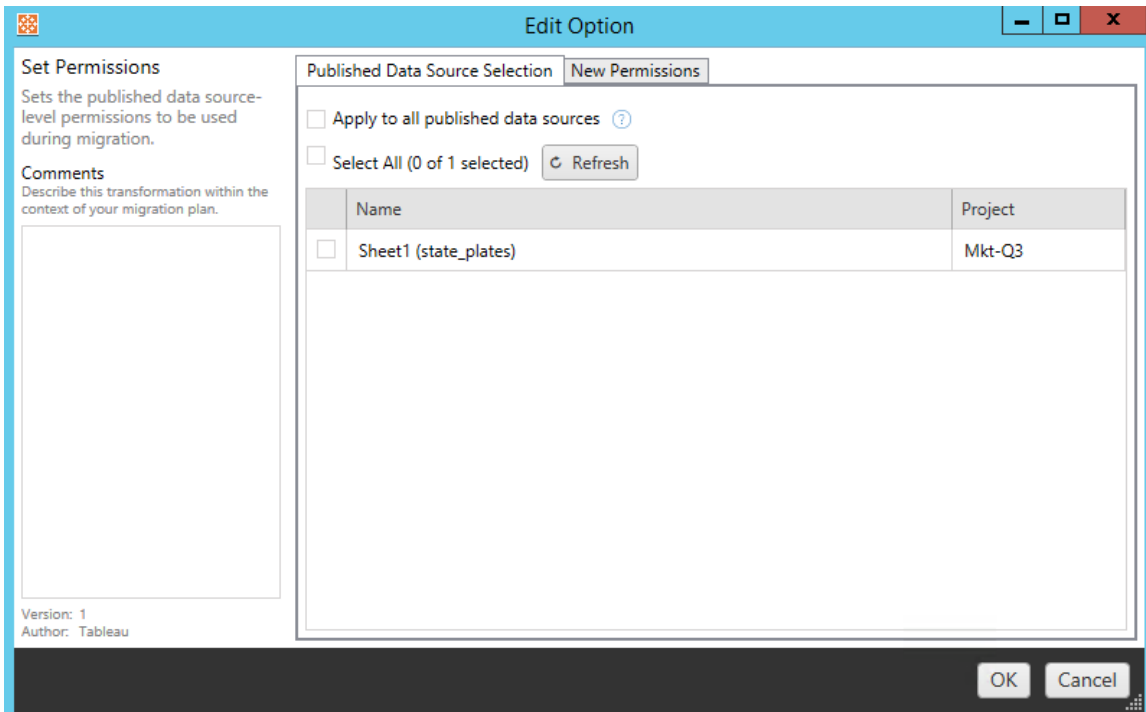 Edit Option
Set Permissions
Sets the published data source-
level permissions to be used
during migration.
Comments
Describe this transformation within the
context of your migration plan.
Version: 1
Author: Tableau
Published Data Source Selection New Permissions
Apply to all published data sources ?
Select All (0 of 1 selected) Refresh
Name Project
Sheet1 (state_plates) Mkt-Q3
OK Cancel